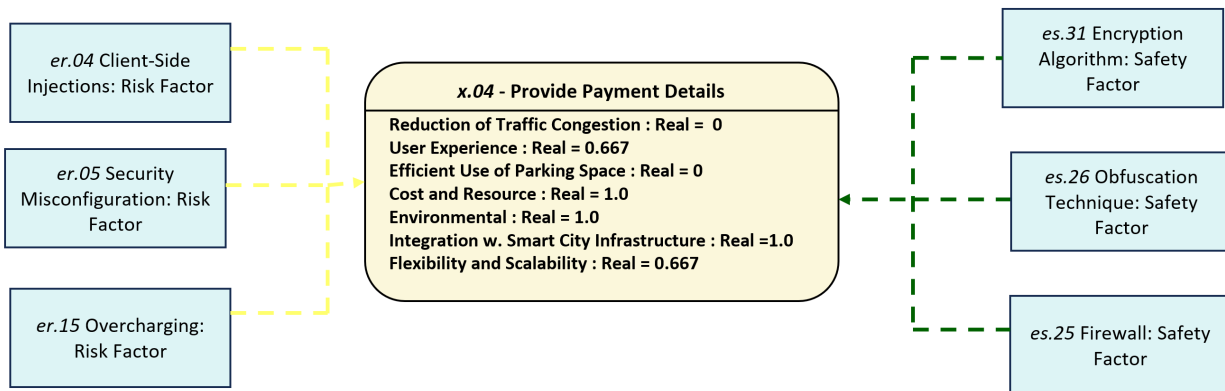 er.04 Client-Side
Injections: Risk Factor
er.05 Security
Misconfiguration: Risk
Factor
er.15 Overcharging:
Risk Factor
x.04 - Provide Payment Details
Reduction of Traffic Congestion : Real = 0
User Experience : Real = 0.667
Efficient Use of Parking Space : Real = 0
Cost and Resource : Real = 1.0
Environmental : Real = 1.0
Integration w. Smart City Infrastructure : Real =1.0
Flexibility and Scalability : Real = 0.667
es.31 Encryption
Algorithm: Safety
Factor
es.26 Obfuscation
Technique: Safety
Factor
es.25 Firewall: Safety
Factor